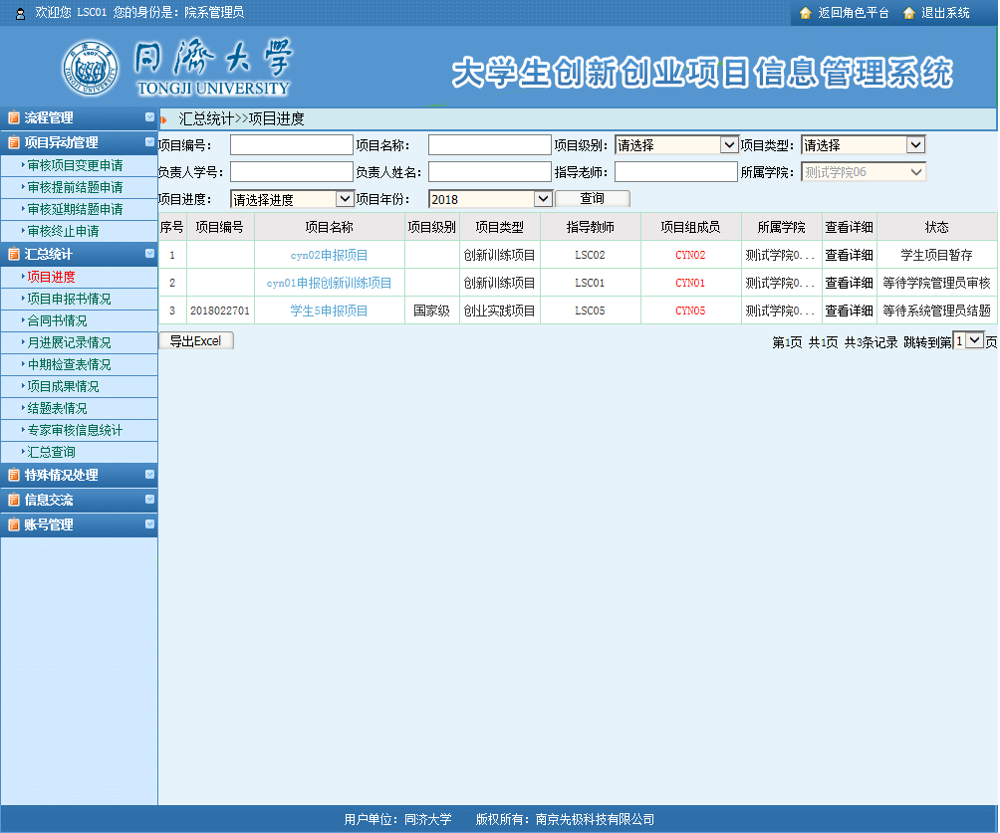 欢迎您 LSC01 您的身份是：院系管理员 返回角色平台 退出系统
同济大学
TONGJI UNIVERSITY
大学生创新创业项目信息管理系统
流程管理
项目异动管理
审核项目变更申请
审核提前结题申请
审核延期结题申请
审核终止申请
汇总统计
项目进度
项目申报书情况
合同书情况
月进展记录情况
中期检查表情况
项目成果情况
结题表情况
专家审核信息统计
汇总查询
特殊情况处理
信息交流
账号管理
汇总统计>>项目进度
项目编号： 项目名称： 项目级别： 请选择 项目类型： 请选择
负责人学号： 负责人姓名： 指导老师： 所属学院： 测试学院06
项目进度： 请选择进度 项目年份： 2018 查询
序号 项目编号 项目名称 项目级别 项目类型 指导教师 项目组成员 所属学院 查看详细 状态
1 cyn02申报项目 创新训练项目 LSC02 CYN02 测试学院0... 查看详细 学生项目暂存
2 cyn01申报创新训练项目 创新训练项目 LSC01 CYN01 测试学院0... 查看详细 等待学院管理员审核
3 2018022701 学生5申报项目 国家级 创业实践项目 LSC05 CYN05 测试学院0... 查看详细 等待系统管理员结题
导出Excel 第1页 共1页 共3条记录 跳转到第 1 页
用户单位：同济大学 版权所有：南京先极科技有限公司